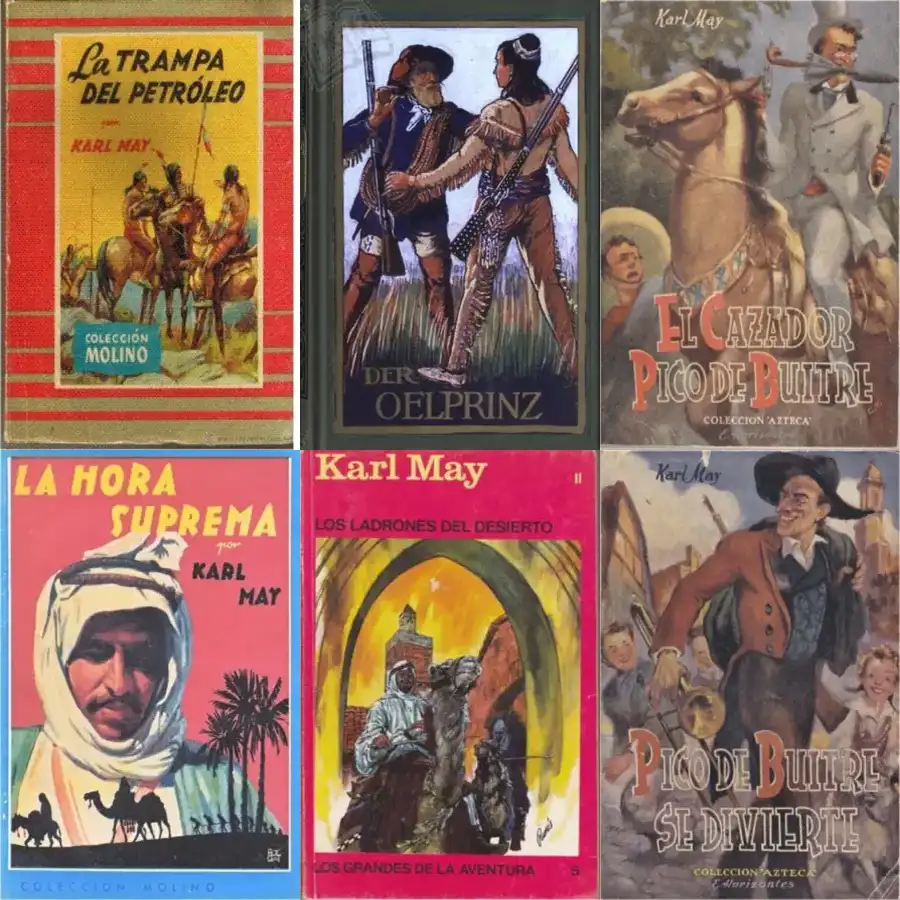 La TRAMPA
DEL PETRÓLEO
por
KARL MAY
COLECCIÓN
MOLINO
DER
OELPRINZ
Karl May
EL CAZADOR
PICO DE BUITRE
COLECCION "AZTECA"
E. Horizontes
LA HORA
SUPREMA
por
KARL
MAY
COLECCION MOLINO
Karl May
II
LOS LADRONES DEL DESIERTO
LOS GRANDES DE LA AVENTURA 5
Karl May
PICO DE BUITRE
SE DIVIERTE
COLECCION "AZTECA"
E. Horizontes